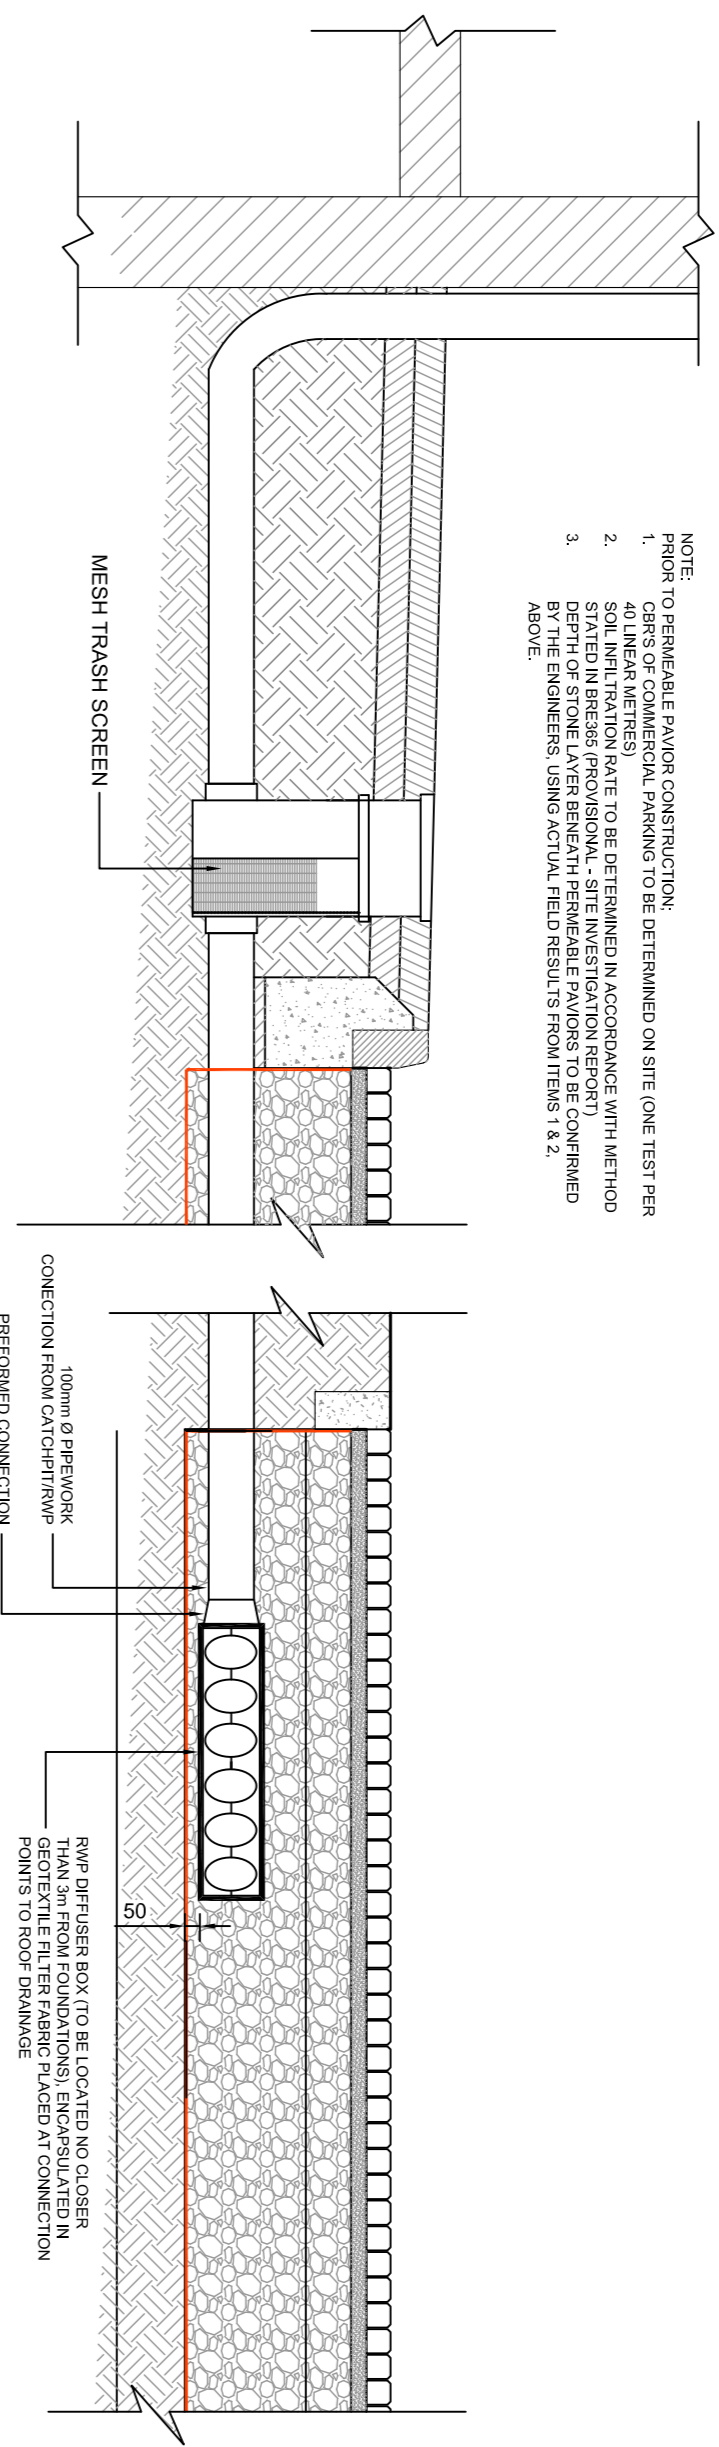 NOTE:
PRIOR TO PERMEABLE PAVIOR CONSTRUCTION;
1. CBR'S OF COMMERCIAL PARKING TO BE DETERMINED ON SITE (ONE TEST PER
40 LINEAR METRES)
2. SOIL INFILTRATION RATE TO BE DETERMINED IN ACCORDANCE WITH METHOD
STATED IN BRE365 (PROVISIONAL - SITE INVESTIGATION REPORT)
3. DEPTH OF STONE LAYER BENEATH PERMEABLE PAVIORS TO BE CONFIRMED
BY THE ENGINEERS, USING ACTUAL FIELD RESULTS FROM ITEMS 1 & 2,
ABOVE.
MESH TRASH SCREEN
100mm Ø PIPEWORK
CONECTION FROM CATCHPIT/RWP
PREFORMED CONNECTION
50
RWP DIFFUSER BOX (TO BE LOCATED NO CLOSER
THAN 3m FROM FOUNDATIONS), ENCAPSULATED IN
GEOTEXTILE FILTER FABRIC PLACED AT CONNECTION
POINTS TO ROOF DRAINAGE